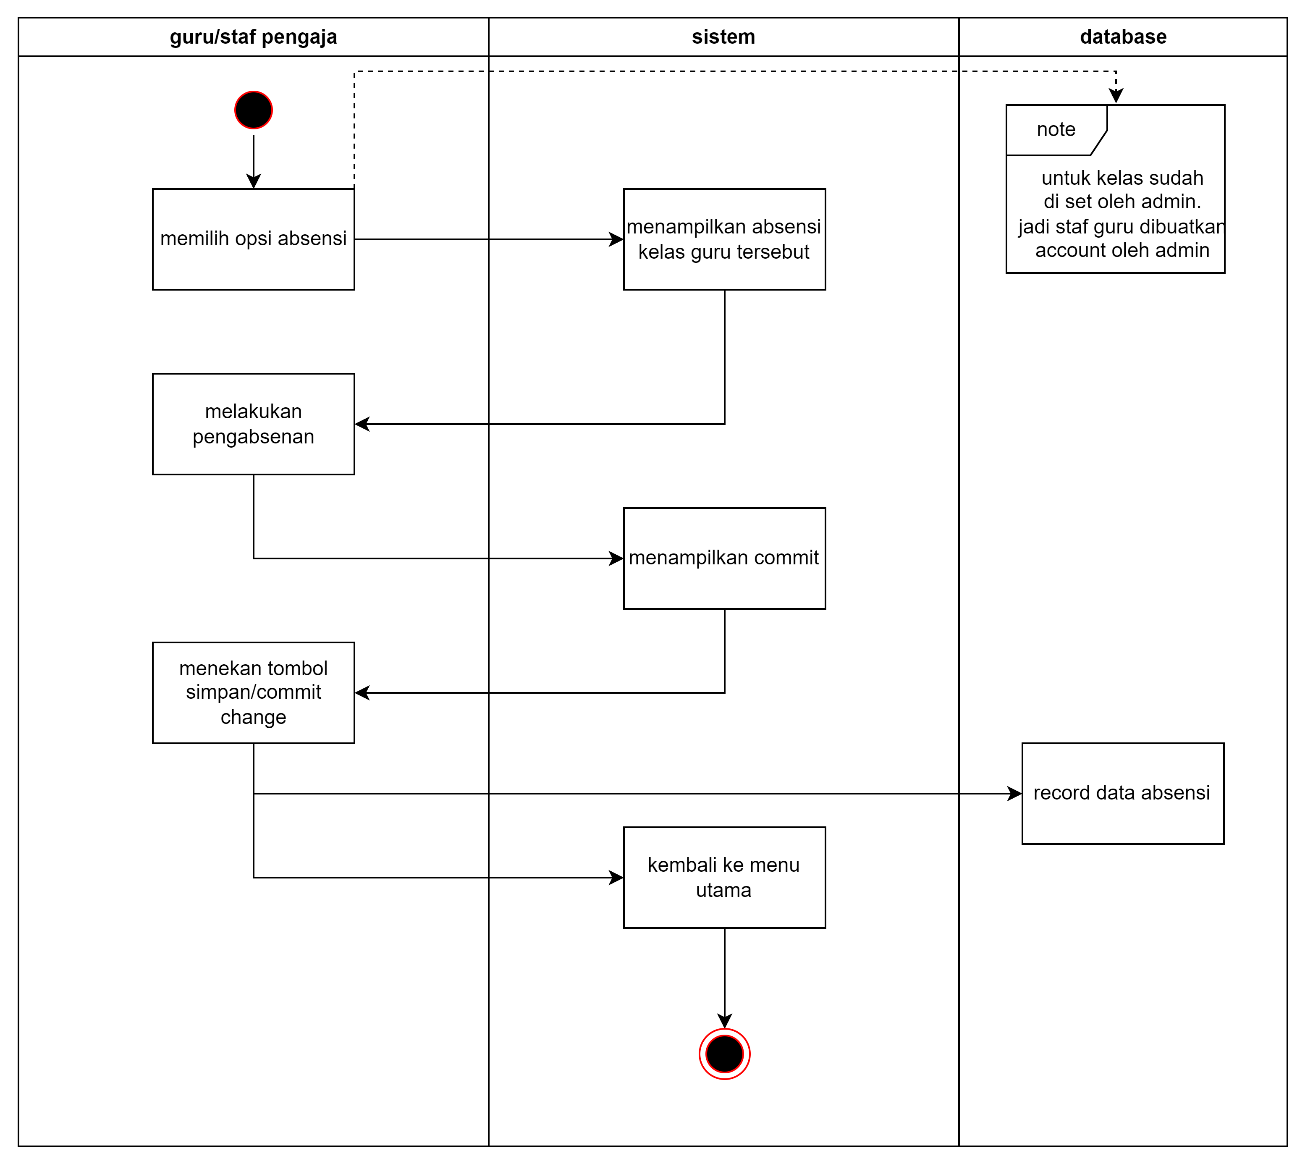 guru/staf pengaja
sistem
database
note
untuk kelas sudah
di set oleh admin.
jadi staf guru dibuatkan
account oleh admin
memilih opsi absensi
menampilkan absensi
kelas guru tersebut
melakukan
pengabsenan
menampilkan commit
menekan tombol
simpan/commit
change
record data absensi
kembali ke menu
utama